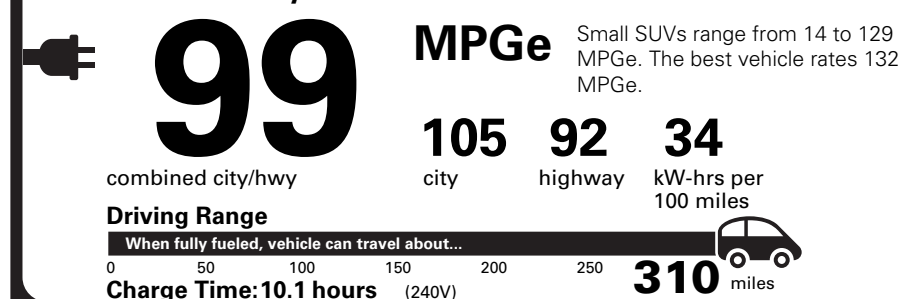 99
MPGe
Small SUVs range from 14 to 129
MPGe. The best vehicle rates 132
MPGe.
105 92 34
combined city/hwy city highway kW-hrs per
100 miles
Driving Range
When fully fueled, vehicle can travel about...
0 50 100 150 200 250 310 miles
Charge Time:10.1 hours (240V)